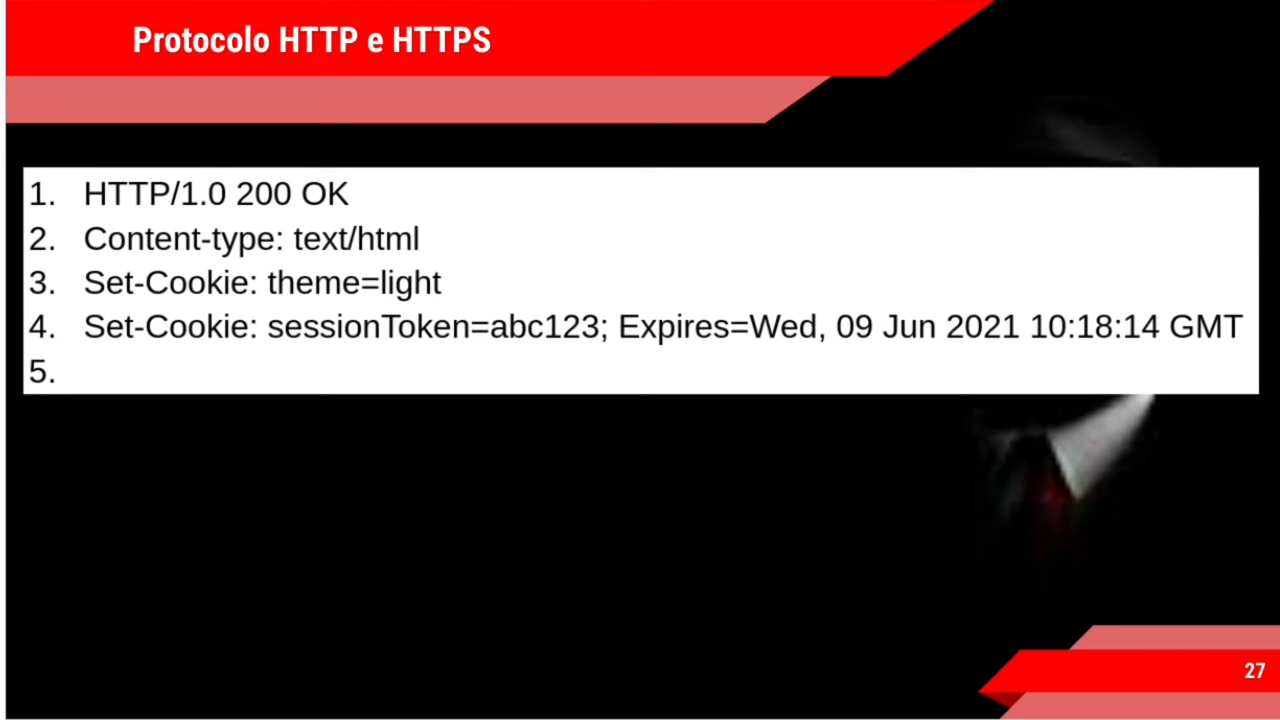 Protocolo HTTP e HTTPS
1. HTTP/1.0 200 OK
2. Content-type: text/html
3. Set-Cookie: theme=light
4. Set-Cookie: sessionToken=abc123; Expires=Wed, 09 Jun 2021 10:18:14 GMT
5.
27